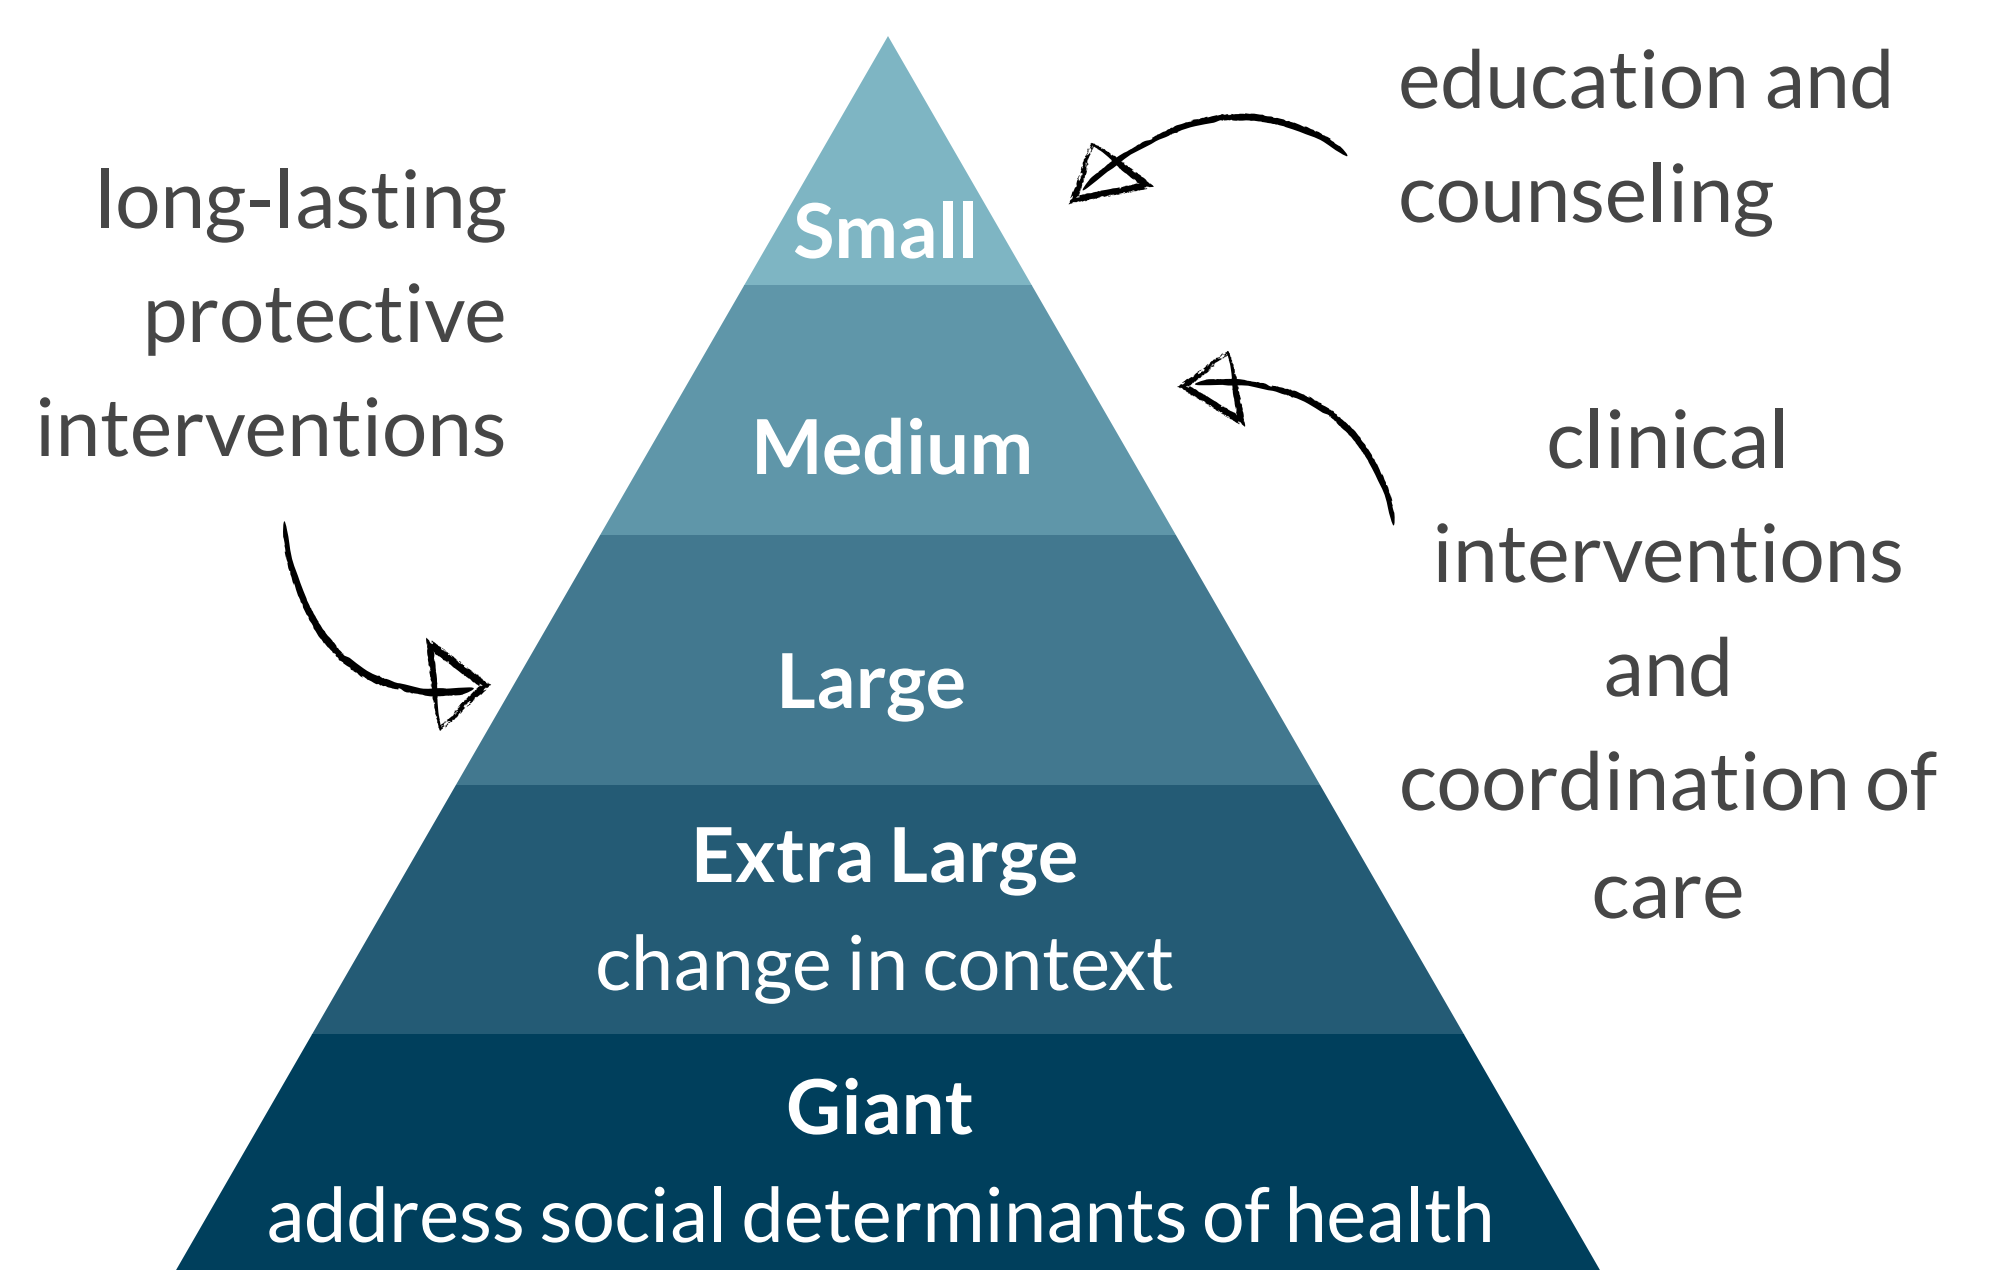 education and
counseling
long-lasting
protective
interventions
Small
clinical
interventions
and
coordination of
care
Medium
Large
Extra Large
change in context
Giant
address social determinants of health